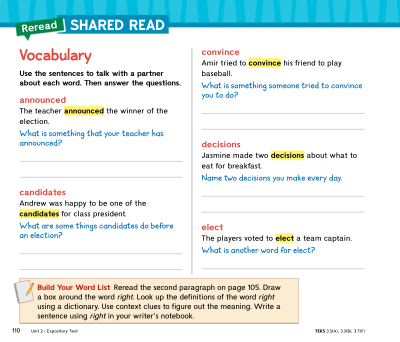 Reread SHARED READ
Vocabulary
Use the sentences to talk with a partner
about each word. Then answer the questions.
announced
The teacher announced the winner of the
election.
What is something that your teacher has
announced?
candidates
Andrew was happy to be one of the
candidates for class president.
What are some things candidates do before
an election?
convince
Amir tried to convince his friend to play
baseball.
What is something someone tried to convince
you to do?
decisions
Jasmine made two decisions about what to
eat for breakfast.
Name two decisions you make every day.
elect
The players voted to elect a team captain.
What is another word for elect?
Build Your Word List Reread the second paragraph on page 105. Draw
a box around the word right. Look up the definitions of the word right
using a dictionary. Use context clues to figure out the meaning. Write a
sentence using right in your writer's notebook.
110 Unit 2 • Expository Text
TEKS 3.3(A), 3.3(B), 3.7(F)